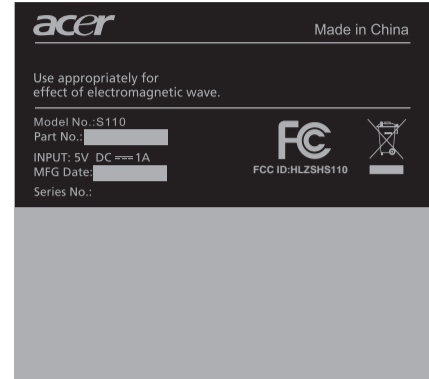 acer
Made in China
Use appropriately for
effect of electromagnetic wave.
Model No.:S110
Part No.:
INPUT: 5V DC ⎓ 1A
MFG Date:
Series No.:
FC
FCC ID:HLZSHS110